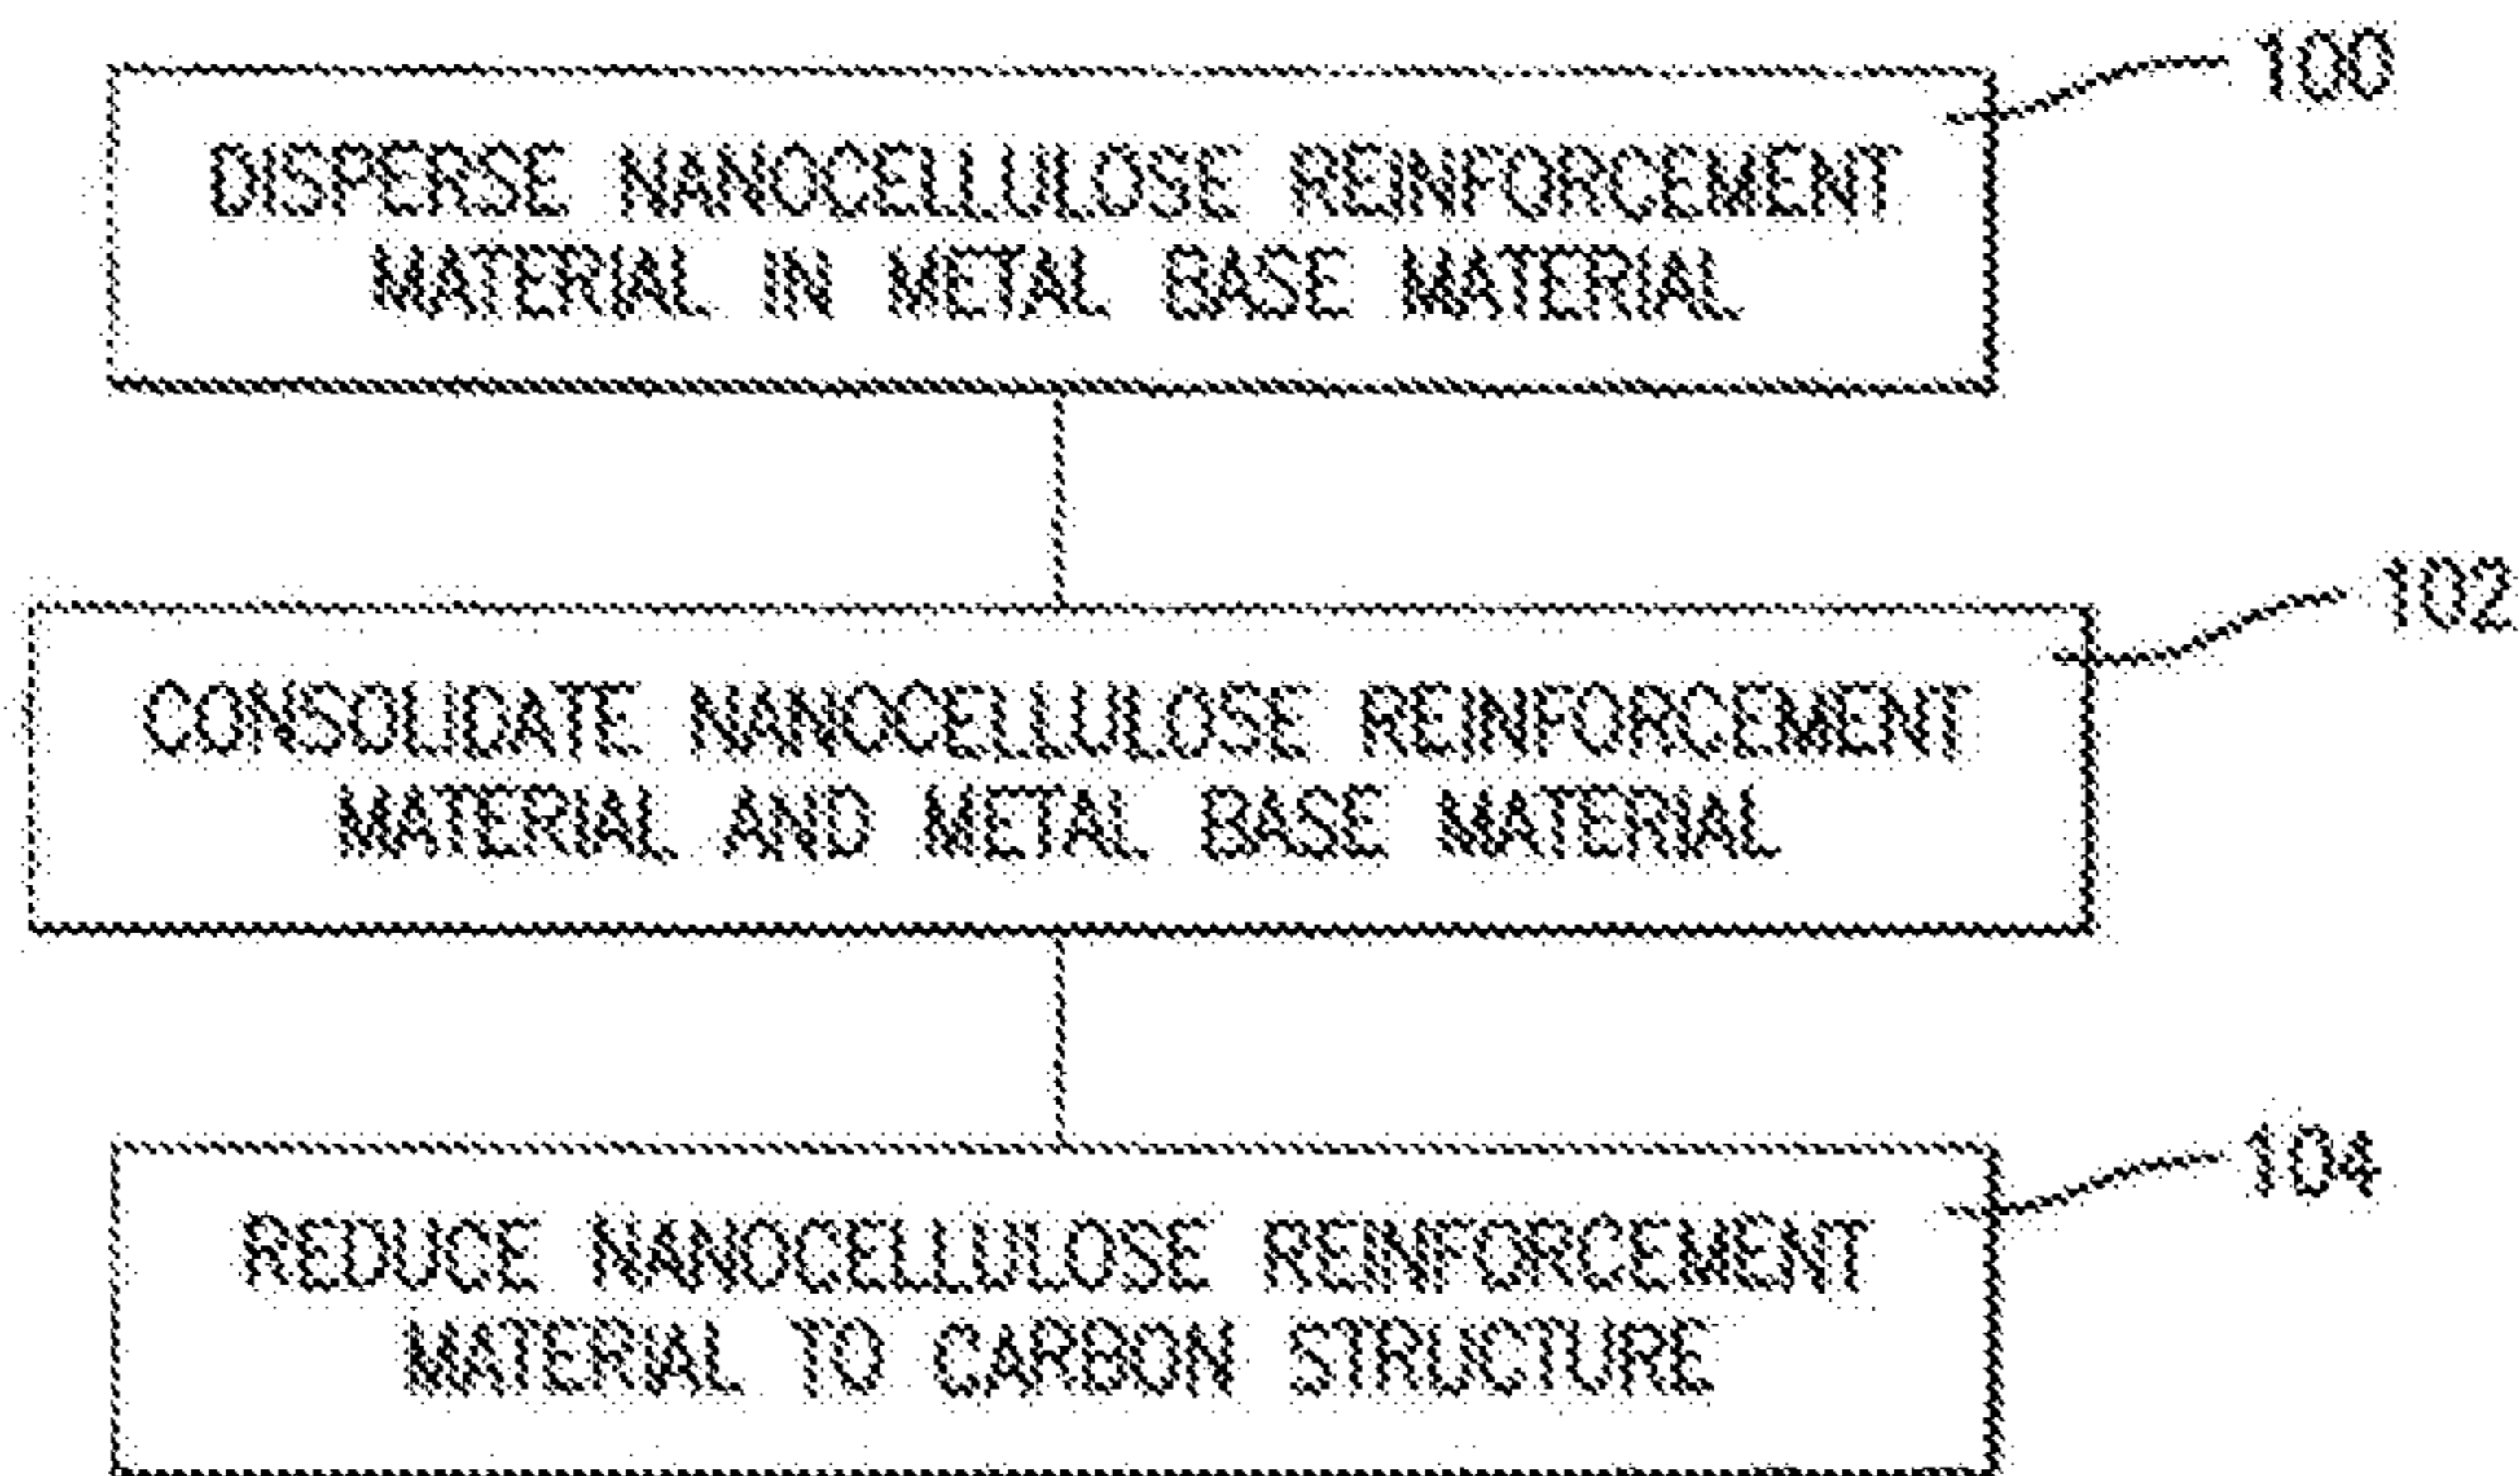 100
DISPERSE NANOCELLULOSE REINFORCEMENT
MATERIAL IN METAL BASE MATERIAL
102
CONSOLIDATE NANOCELLULOSE REINFORCEMENT
MATERIAL AND METAL BASE MATERIAL
104
REDUCE NANOCELLULOSE REINFORCEMENT
MATERIAL TO CARBON STRUCTURE